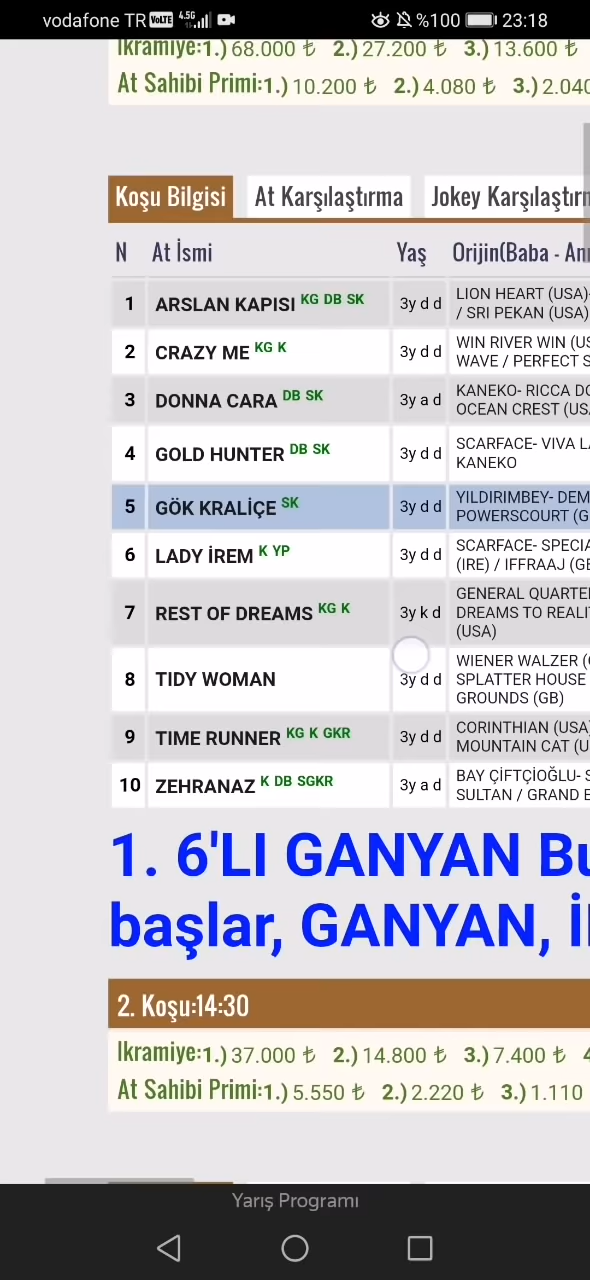 vodafone TR VoLTE 4.5G %100 23:18
İkramiye:1.) 68.000 ₺ 2.) 27.200 ₺ 3.) 13.600 ₺
At Sahibi Primi:1.) 10.200 ₺ 2.) 4.080 ₺ 3.) 2.040
Koşu Bilgisi At Karşılaştırma Jokey Karşılaştırm
N At İsmi Yaş Orijin(Baba - An
1 ARSLAN KAPISI KG DB SK 3y d d LION HEART (USA)-
/ SRI PEKAN (USA)
2 CRAZY ME KG K 3y d d WIN RIVER WIN (US
WAVE / PERFECT S
3 DONNA CARA DB SK 3y a d KANEKO- RICCA DO
OCEAN CREST (USA
4 GOLD HUNTER DB SK 3y d d SCARFACE- VIVA LA
KANEKO
5 GÖK KRALİÇE SK 3y d d YILDIRIMBEY- DEM
POWERSCOURT (G
6 LADY İREM K YP 3y d d SCARFACE- SPECIA
(IRE) / IFFRAAJ (GB
7 REST OF DREAMS KG K 3y k d GENERAL QUARTE
DREAMS TO REALI
(USA)
8 TIDY WOMAN 3y d d WIENER WALZER (
SPLATTER HOUSE
GROUNDS (GB)
9 TIME RUNNER KG K GKR 3y d d CORINTHIAN (USA)
MOUNTAIN CAT (U
10 ZEHRANAZ K DB SGKR 3y a d BAY ÇİFTÇİOĞLU- S
SULTAN / GRAND E
1. 6'LI GANYAN Bu
başlar, GANYAN, İ
2. Koşu:14:30
İkramiye:1.) 37.000 ₺ 2.) 14.800 ₺ 3.) 7.400 ₺ 4
At Sahibi Primi:1.) 5.550 ₺ 2.) 2.220 ₺ 3.) 1.110
Yarış Programı